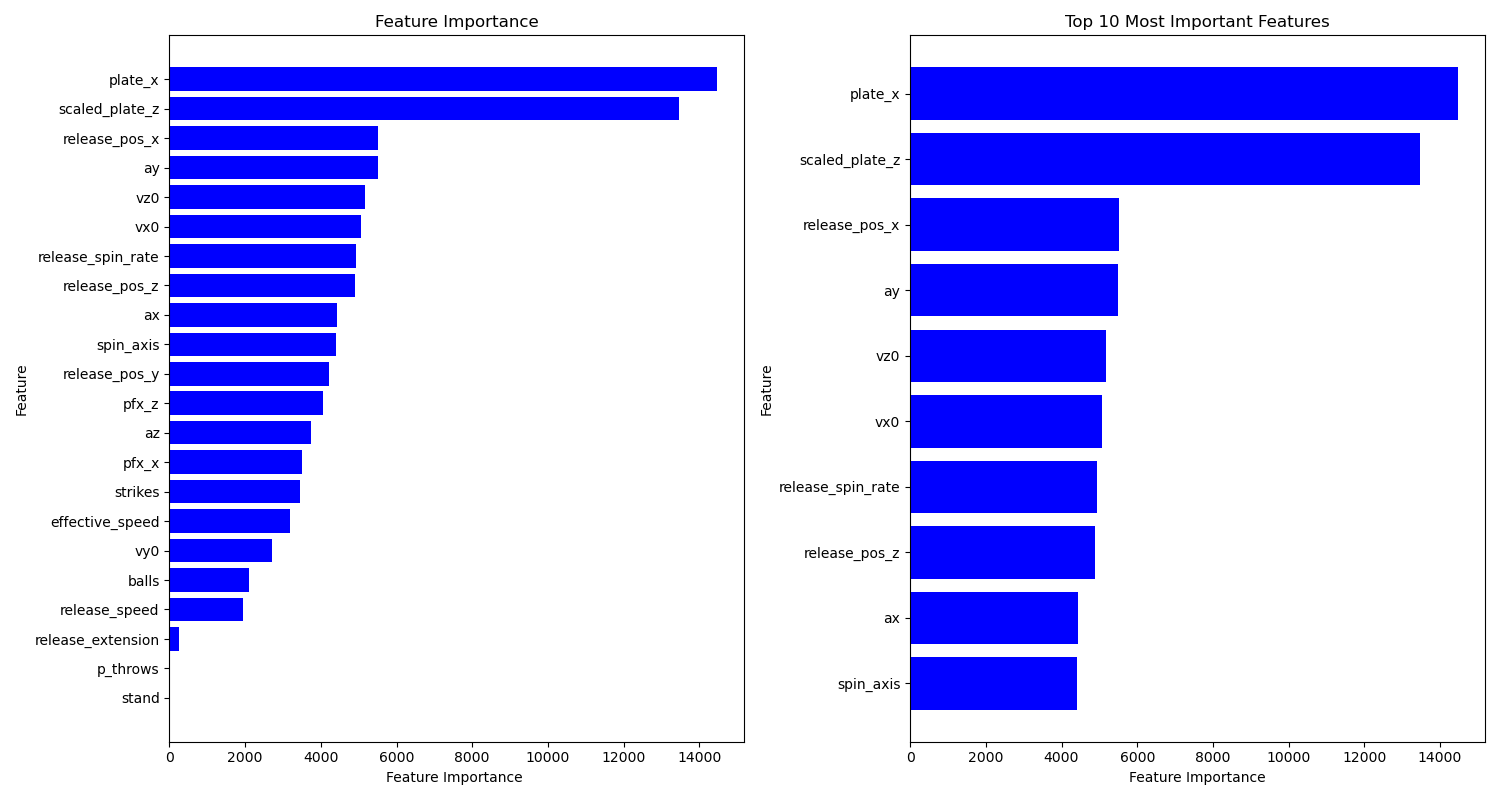 Feature Importance
plate_x
scaled_plate_z
release_pos_x
ay
vz0
vx0
release_spin_rate
release_pos_z
ax
spin_axis
release_pos_y
pfx_z
az
pfx_x
strikes
effective_speed
vy0
balls
release_speed
release_extension
p_throws
stand
Feature
0 2000 4000 6000 8000 10000 12000 14000
Feature Importance
Top 10 Most Important Features
plate_x
scaled_plate_z
release_pos_x
ay
vz0
vx0
release_spin_rate
release_pos_z
ax
spin_axis
Feature
0 2000 4000 6000 8000 10000 12000 14000
Feature Importance